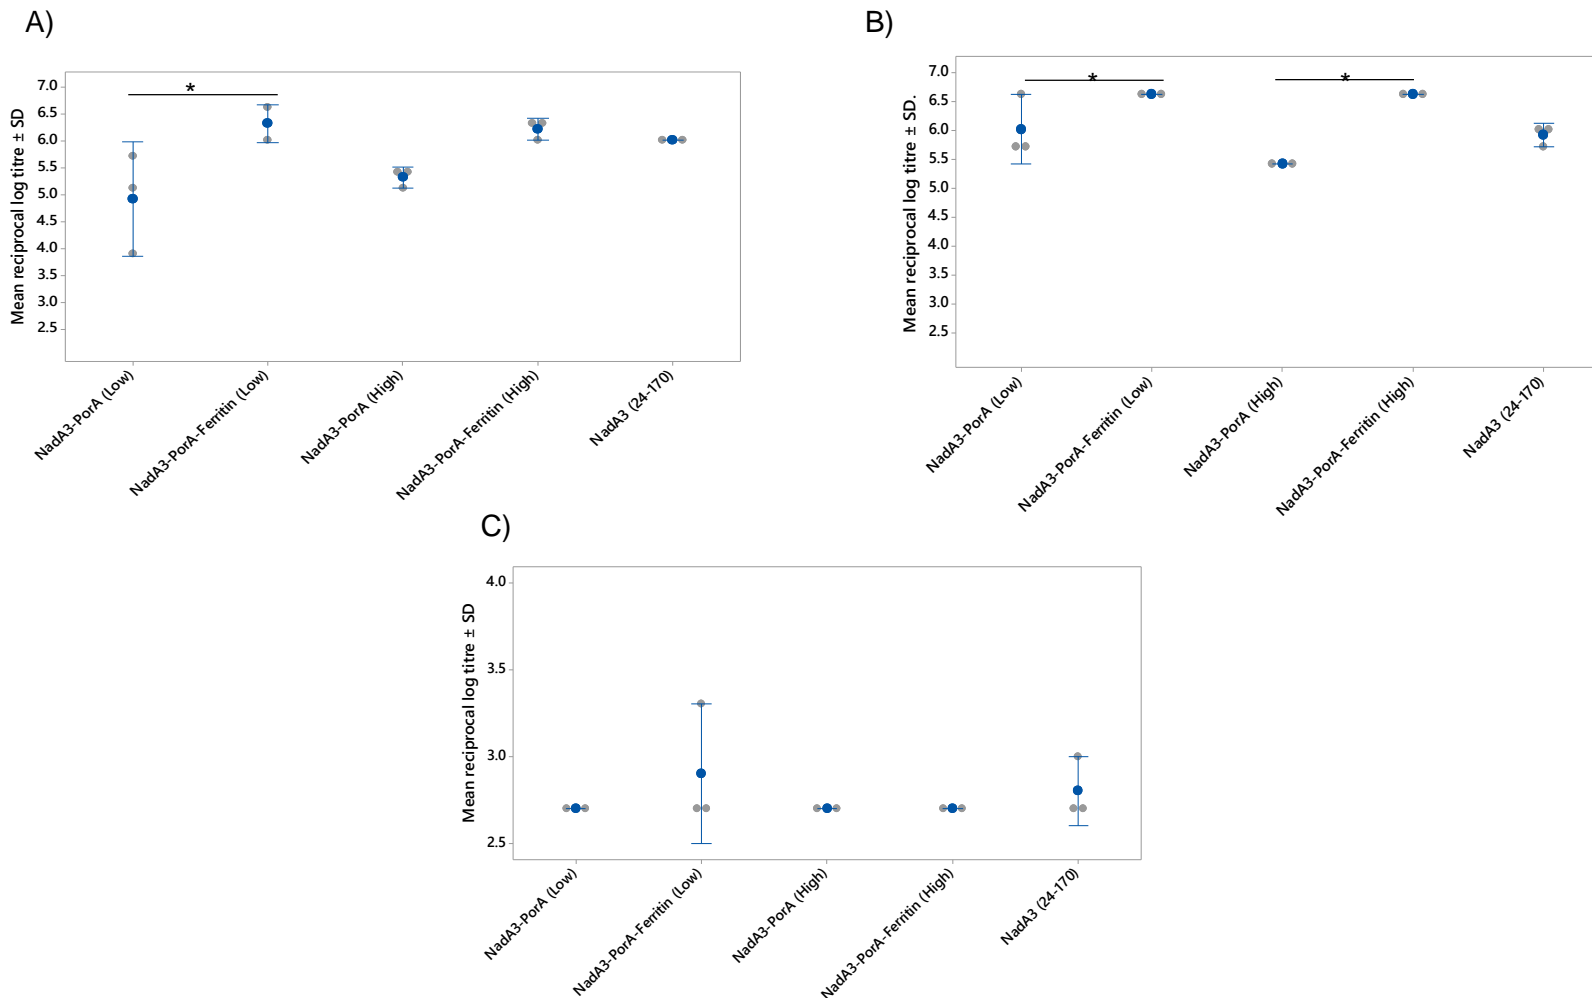 A)
Mean reciprocal log titre ± SD
7.0
6.5
6.0
5.5
5.0
4.5
4.0
3.5
3.0
2.5
*
NadA3-PorA (Low)
NadA3-PorA-Ferritin (Low)
NadA3-PorA (High)
NadA3-PorA-Ferritin (High)
NadA3 (24-170)
B)
Mean reciprocal log titre ± SD.
7.0
6.5
6.0
5.5
5.0
4.5
4.0
3.5
3.0
2.5
*
*
NadA3-PorA (Low)
NadA3-PorA-Ferritin (Low)
NadA3-PorA (High)
NadA3-PorA-Ferritin (High)
NadA3 (24-170)
C)
Mean reciprocal log titre ± SD
4.0
3.5
3.0
2.5
NadA3-PorA (Low)
NadA3-PorA-Ferritin (Low)
NadA3-PorA (High)
NadA3-PorA-Ferritin (High)
NadA3 (24-170)